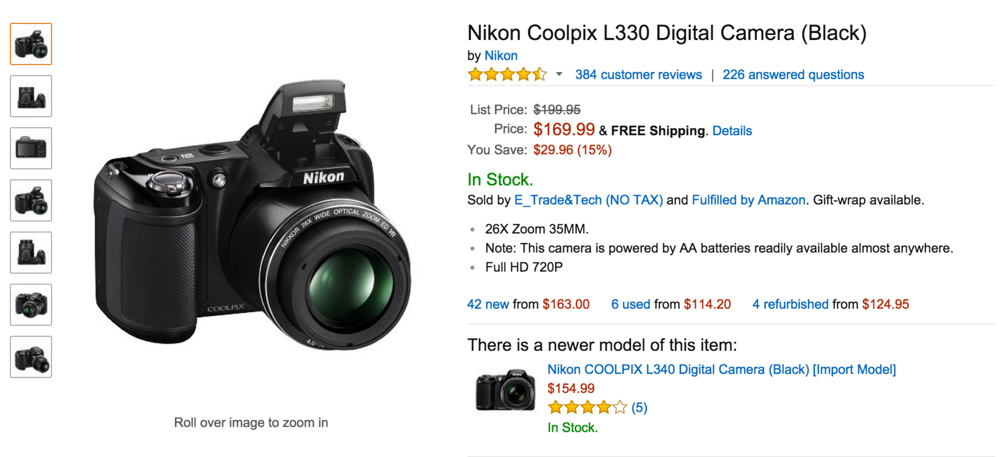 Nikon Coolpix L330 Digital Camera (Black)
by Nikon
384 customer reviews | 226 answered questions
List Price: $199.95
Price: $169.99 & FREE Shipping. Details
You Save: $29.96 (15%)
In Stock.
Sold by E_Trade&Tech (NO TAX) and Fulfilled by Amazon. Gift-wrap available.
26X Zoom 35MM.
Note: This camera is powered by AA batteries readily available almost anywhere.
Full HD 720P
42 new from $163.00 6 used from $114.20 4 refurbished from $124.95
There is a newer model of this item:
Nikon COOLPIX L340 Digital Camera (Black) [Import Model]
$154.99
(5)
In Stock.
Nikon
NIKKOR 26X WIDE OPTICAL ZOOM ED VR
COOLPIX
Roll over image to zoom in